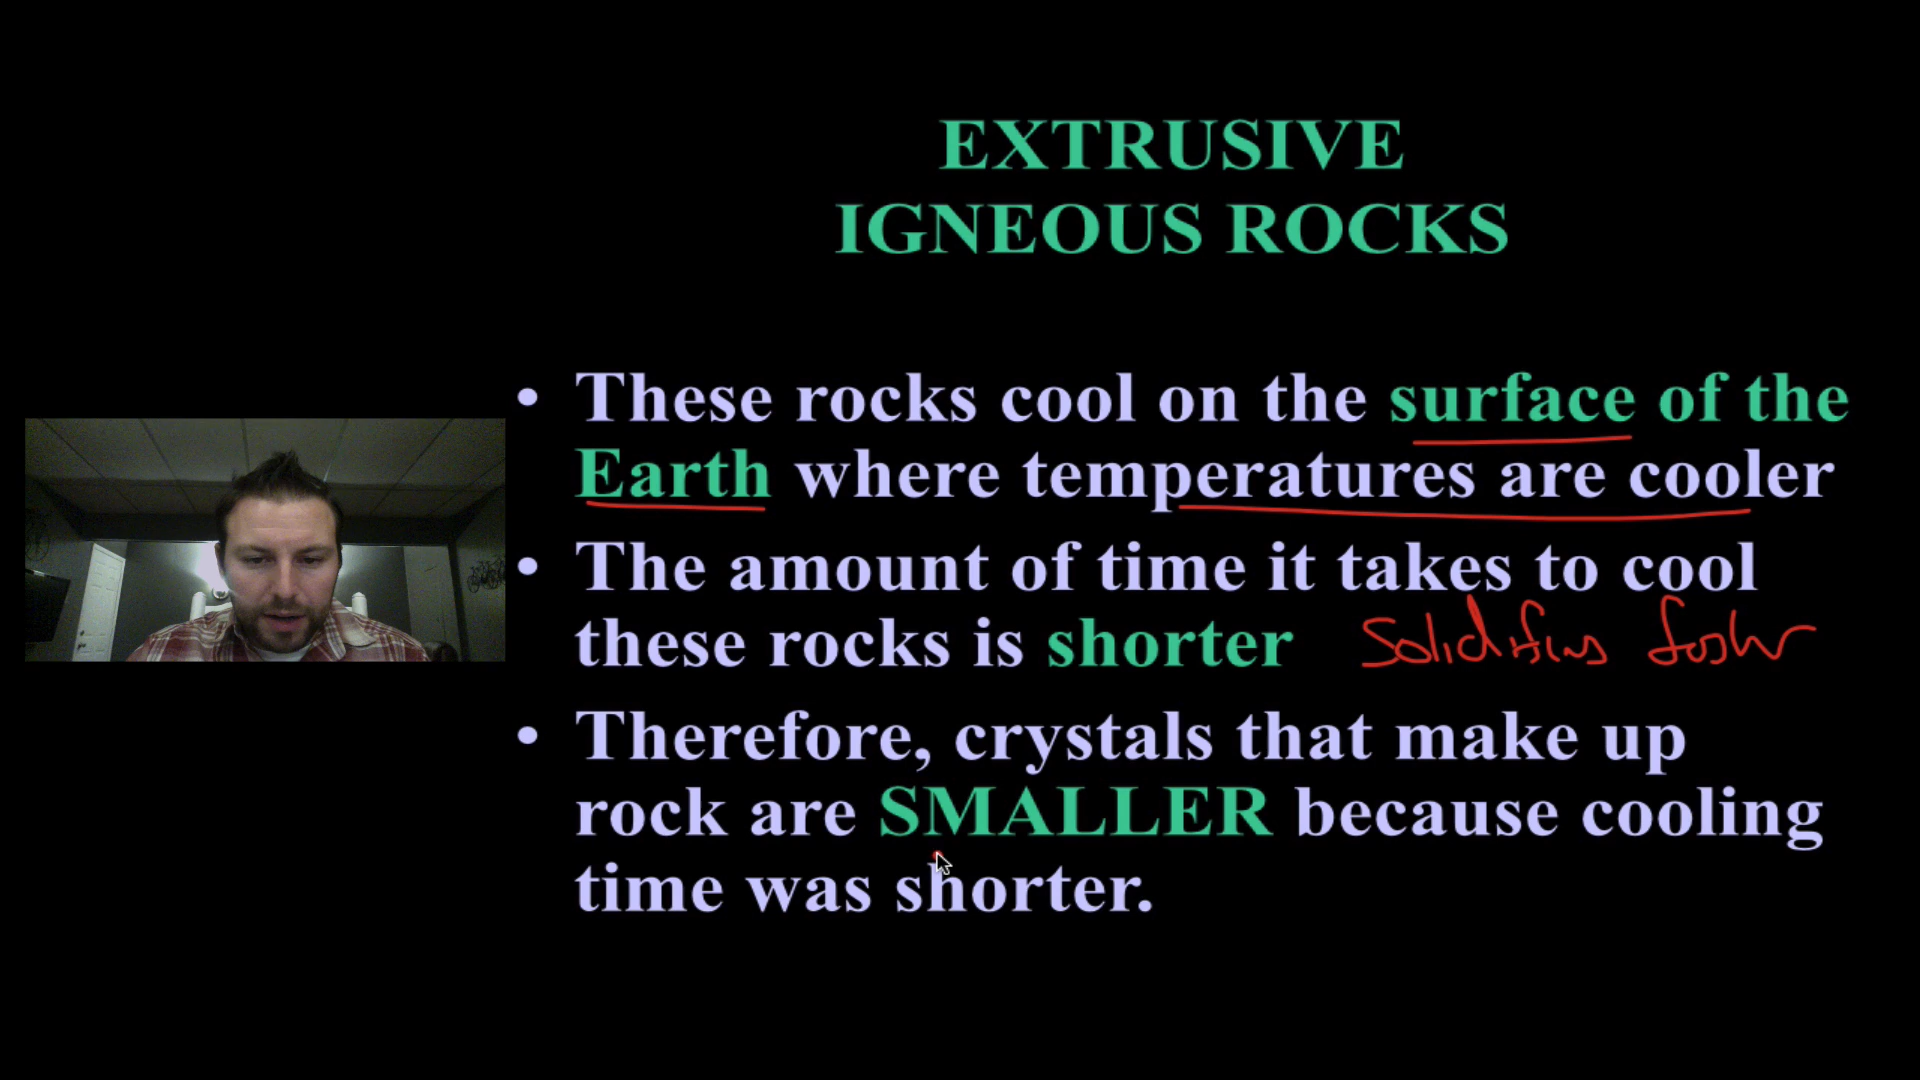 EXTRUSIVE
IGNEOUS ROCKS
• These rocks cool on the surface of the
Earth where temperatures are cooler
• The amount of time it takes to cool
these rocks is shorter Solidifies faster
• Therefore, crystals that make up
rock are SMALLER because cooling
time was shorter.